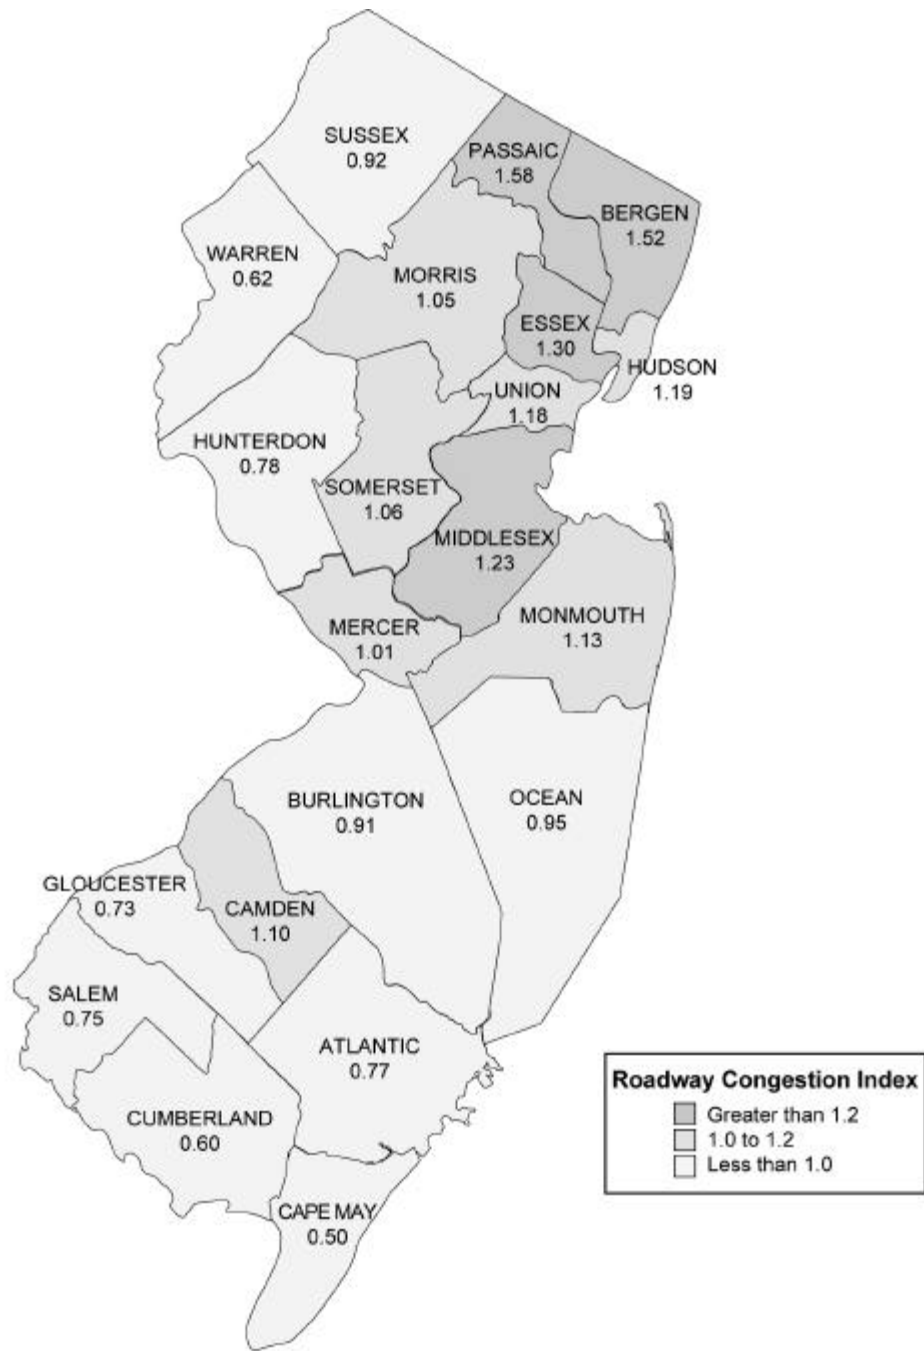 SUSSEX
0.92
PASSAIC
1.58
BERGEN
1.52
WARREN
0.62
MORRIS
1.05
ESSEX
1.30
HUDSON
1.19
UNION
1.18
HUNTERDON
0.78
SOMERSET
1.06
MIDDLESEX
1.23
MERCER
1.01
MONMOUTH
1.13
BURLINGTON
0.91
OCEAN
0.95
GLOUCESTER
0.73
CAMDEN
1.10
SALEM
0.75
ATLANTIC
0.77
CUMBERLAND
0.60
CAPE MAY
0.50
Roadway Congestion Index
Greater than 1.2
1.0 to 1.2
Less than 1.0